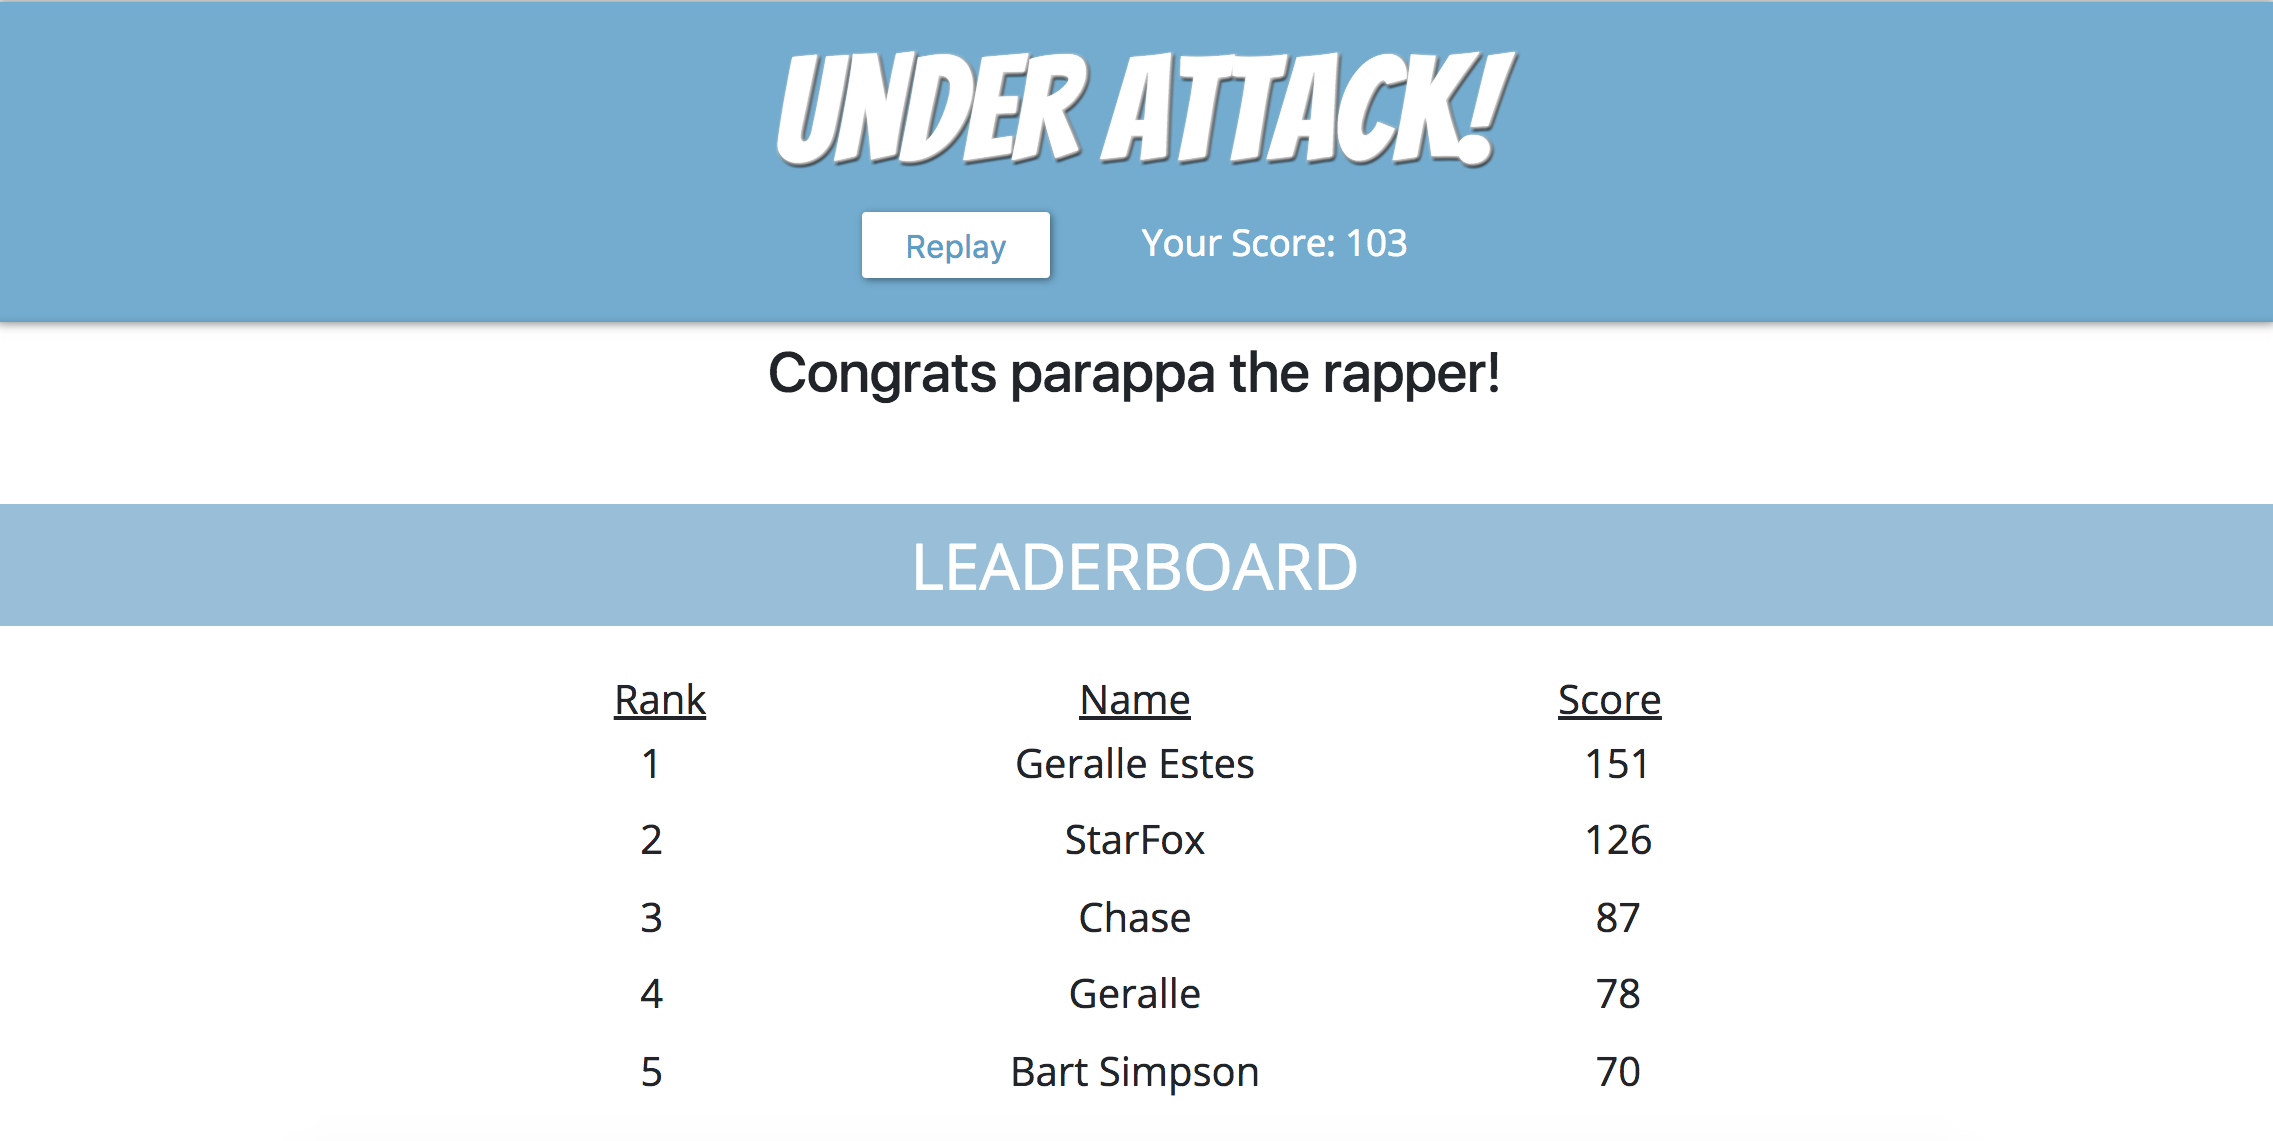 UNDER ATTACK!
Replay Your Score: 103
Congrats parappa the rapper!
LEADERBOARD
Rank Name Score
1 Geralle Estes 151
2 StarFox 126
3 Chase 87
4 Geralle 78
5 Bart Simpson 70